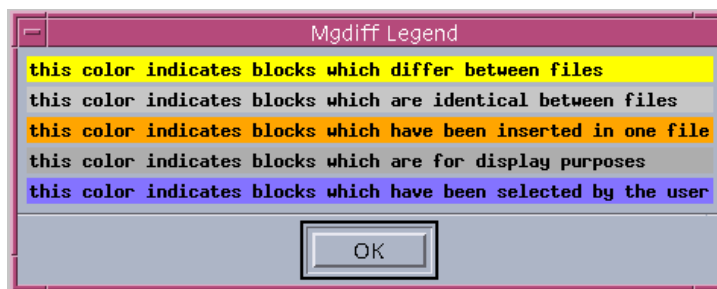 Mgdiff Legend
this color indicates blocks which differ between files
this color indicates blocks which are identical between files
this color indicates blocks which have been inserted in one file
this color indicates blocks which are for display purposes
this color indicates blocks which have been selected by the user
OK